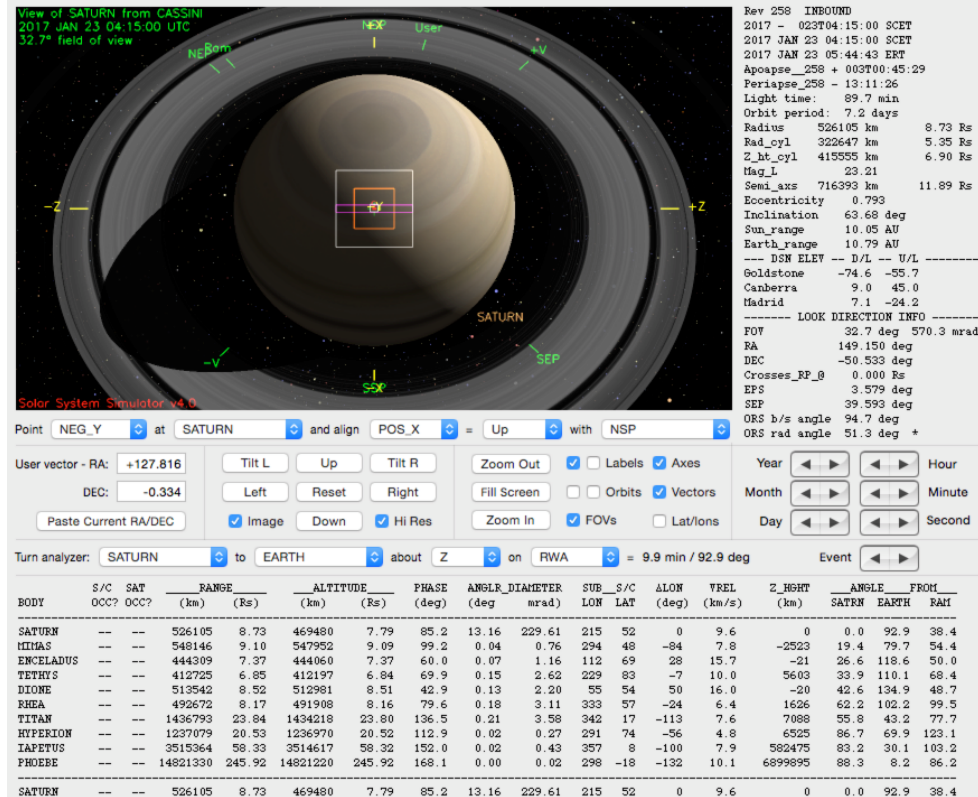 View of SATURN from CASSINI
2017 JAN 23 04:15:00 UTC
32.7° field of view
User
NEP
Ram
+V
-Z
+Y
+Z
SATURN
-V
SEP
Solar System Simulator v4.0
Rev 258 INBOUND
2017 - 023T04:15:00 SCET
2017 JAN 23 04:15:00 SCET
2017 JAN 23 05:44:43 ERT
Apoapse__258 + 003T00:45:29
Periapse_258 - 13:11:26
Light time: 89.7 min
Orbit period: 7.2 days
Radius 526105 km 8.73 Rs
Rad_cyl 322647 km 5.35 Rs
Z_ht_cyl 415555 km 6.90 Rs
Mag_L 23.21
Semi_axs 716393 km 11.89 Rs
Eccentricity 0.793
Inclination 63.68 deg
Sun_range 10.05 AU
Earth_range 10.79 AU
--- DSN ELEV -- D/L -- U/L --------
Goldstone -74.6 -55.7
Canberra 9.0 45.0
Madrid 7.1 -24.2
------- LOOK DIRECTION INFO -------
FOV 32.7 deg 570.3 mrad
RA 149.150 deg
DEC -50.533 deg
Crosses_RP_@ 0.000 Rs
EPS 3.579 deg
SEP 39.593 deg
ORS b/s angle 94.7 deg
ORS rad angle 51.3 deg *
Point NEG_Y at SATURN and align POS_X = Up with NSP
User vector - RA: +127.816 Tilt L Up Tilt R Zoom Out Labels Axes Year Hour
DEC: -0.334 Left Reset Right Fill Screen Orbits Vectors Month Minute
Paste Current RA/DEC Image Down Hi Res Zoom In FOVs Lat/lons Day Second
Turn analyzer: SATURN to EARTH about Z on RWA = 9.9 min / 92.9 deg Event
S/C SAT ____RANGE____ ____ALTITUDE____ PHASE ANGLR_DIAMETER SUB__S/C ΔLON VREL Z_HGHT ____ANGLE____FROM____
BODY OCC? OCC? (km) (Rs) (km) (Rs) (deg) (deg mrad) LON LAT (deg) (km/s) (km) SATRN EARTH RAM
SATURN -- -- 526105 8.73 469480 7.79 85.2 13.16 229.61 215 52 0 9.6 0 0.0 92.9 38.4
MIMAS -- -- 548146 9.10 547952 9.09 99.2 0.04 0.76 294 48 -84 7.8 -2523 19.4 79.7 54.4
ENCELADUS -- -- 444309 7.37 444060 7.37 60.0 0.07 1.16 112 69 28 15.7 -21 26.6 118.6 50.0
TETHYS -- -- 412725 6.85 412197 6.84 69.9 0.15 2.62 229 83 -7 10.0 5603 33.9 110.1 68.4
DIONE -- -- 513542 8.52 512981 8.51 42.9 0.13 2.20 55 54 50 16.0 -20 42.6 134.9 48.7
RHEA -- -- 492672 8.17 491908 8.16 79.6 0.18 3.11 333 57 -24 6.4 1626 62.2 102.2 99.5
TITAN -- -- 1436793 23.84 1434218 23.80 136.5 0.21 3.58 342 17 -113 7.6 7088 55.8 43.2 77.7
HYPERION -- -- 1237079 20.53 1236970 20.52 112.9 0.02 0.27 291 74 -56 4.8 6525 86.7 69.9 123.1
IAPETUS -- -- 3515364 58.33 3514617 58.32 152.0 0.02 0.43 357 8 -100 7.9 582475 83.2 30.1 103.2
PHOEBE -- -- 14821330 245.92 14821220 245.92 168.1 0.00 0.02 298 -18 -132 10.1 6899895 88.3 8.2 86.2
SATURN -- -- 526105 8.73 469480 7.79 85.2 13.16 229.61 215 52 0 9.6 0 0.0 92.9 38.4